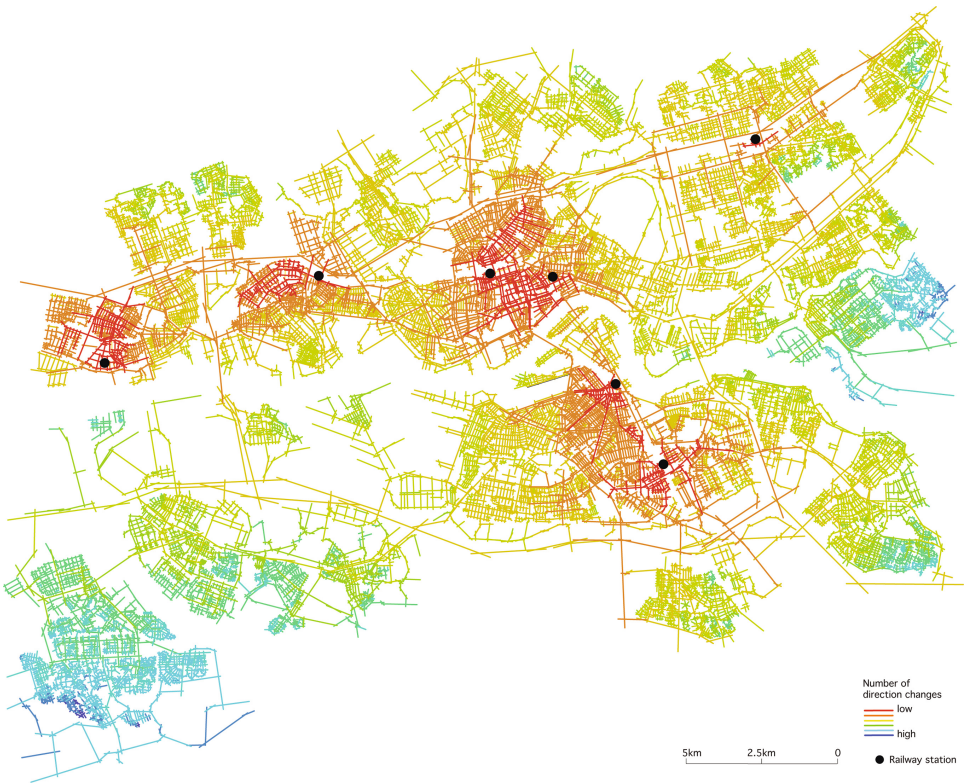 Number of
direction changes
low
high
5km 2.5km 0
Railway station